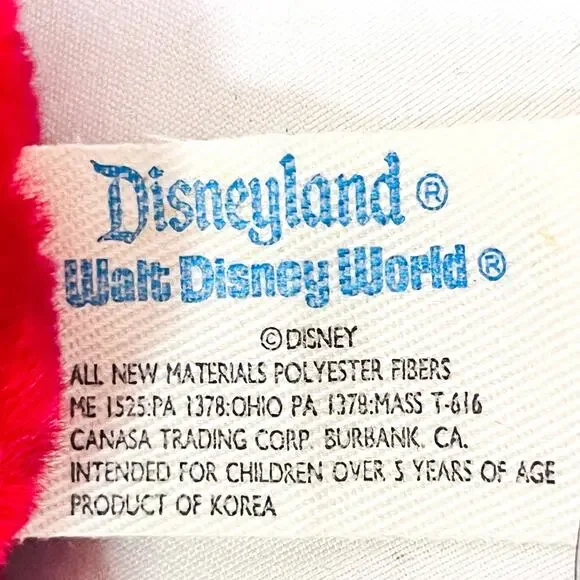 Disneyland ®
Walt Disney World ®
© DISNEY
ALL NEW MATERIALS POLYESTER FIBERS
ME 1525:PA 1378:OHIO PA 1378:MASS T-616
CANASA TRADING CORP. BURBANK, CA.
INTENDED FOR CHILDREN OVER 5 YEARS OF AGE
PRODUCT OF KOREA